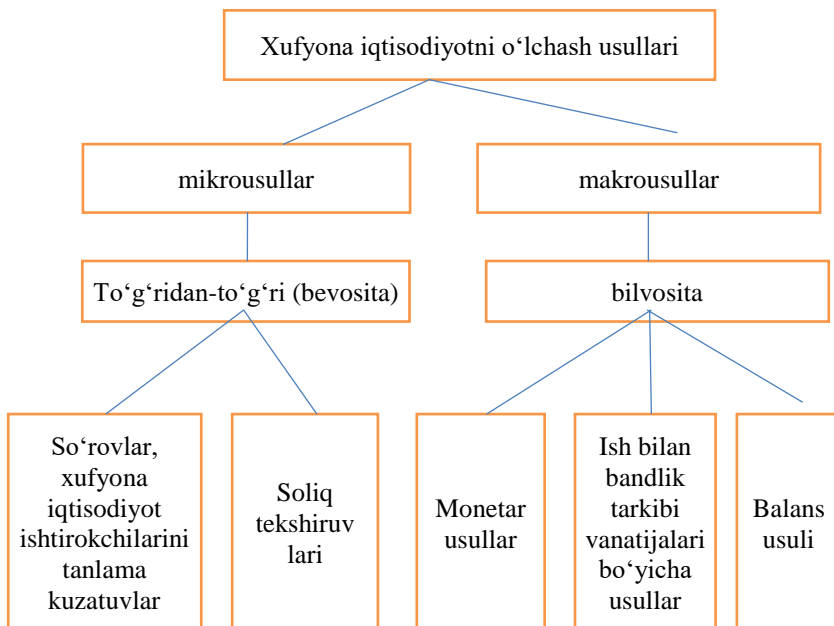 Xufyona iqtisodiyotni o‘lchash usullari
mikrousullar
makrousullar
To‘g‘ridan-to‘g‘ri (bevosita)
bilvosita
So‘rovlar,
xufyona
iqtisodiyot
ishtirokchilarini
tanlama
kuzatuvlar
Soliq
tekshiruv
lari
Monetar
usullar
Ish bilan
bandlik
tarkibi
vanatijalari
bo‘yicha
usullar
Balans
usuli